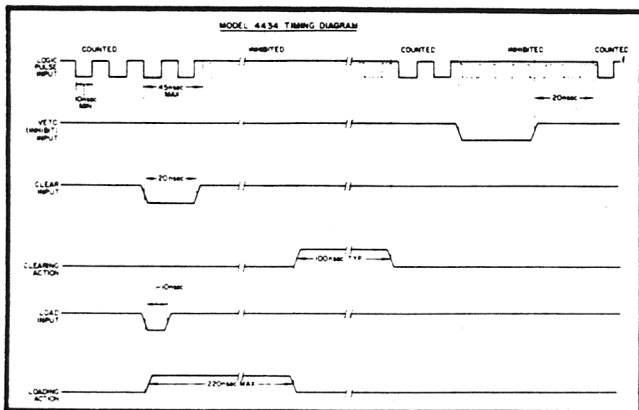 MODEL 4434 TIMING DIAGRAM
COUNTED INHIBITED COUNTED INHIBITED COUNTED
LOGIC
PULSE
INPUT
10nsec
MIN
45nsec
MAX
20nsec
VETO
(INHIBIT)
INPUT
20nsec
CLEAR
INPUT
CLEARING
ACTION
100nsec TYP
~10nsec
LOAD
INPUT
LOADING
ACTION
220nsec MAX